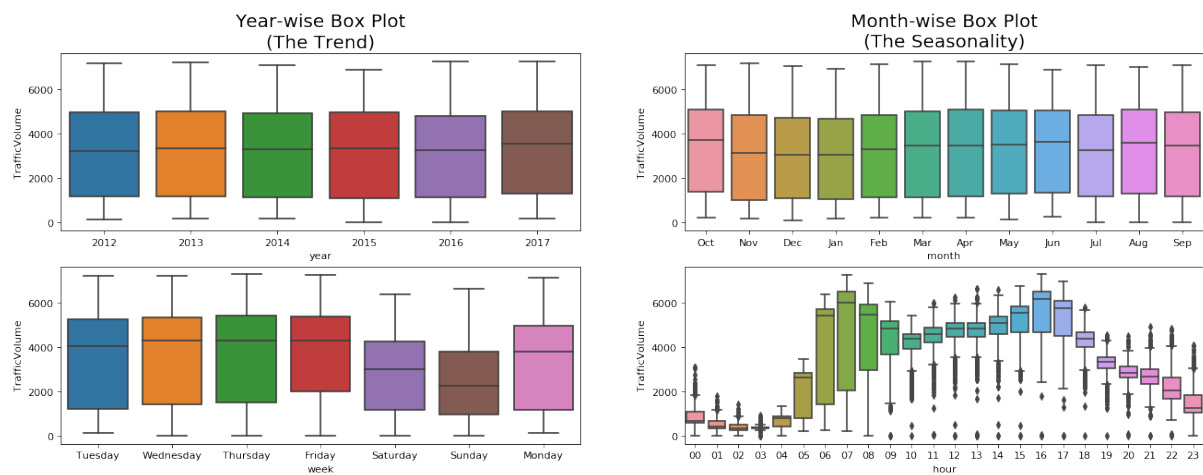 Year-wise Box Plot
(The Trend)
TrafficVolume
6000
4000
2000
0
2012 2013 2014 2015 2016 2017
year
Month-wise Box Plot
(The Seasonality)
TrafficVolume
6000
4000
2000
0
Oct Nov Dec Jan Feb Mar Apr May Jun Jul Aug Sep
month
TrafficVolume
6000
4000
2000
0
Tuesday Wednesday Thursday Friday Saturday Sunday Monday
week
TrafficVolume
6000
4000
2000
0
00 01 02 03 04 05 06 07 08 09 10 11 12 13 14 15 16 17 18 19 20 21 22 23
hour